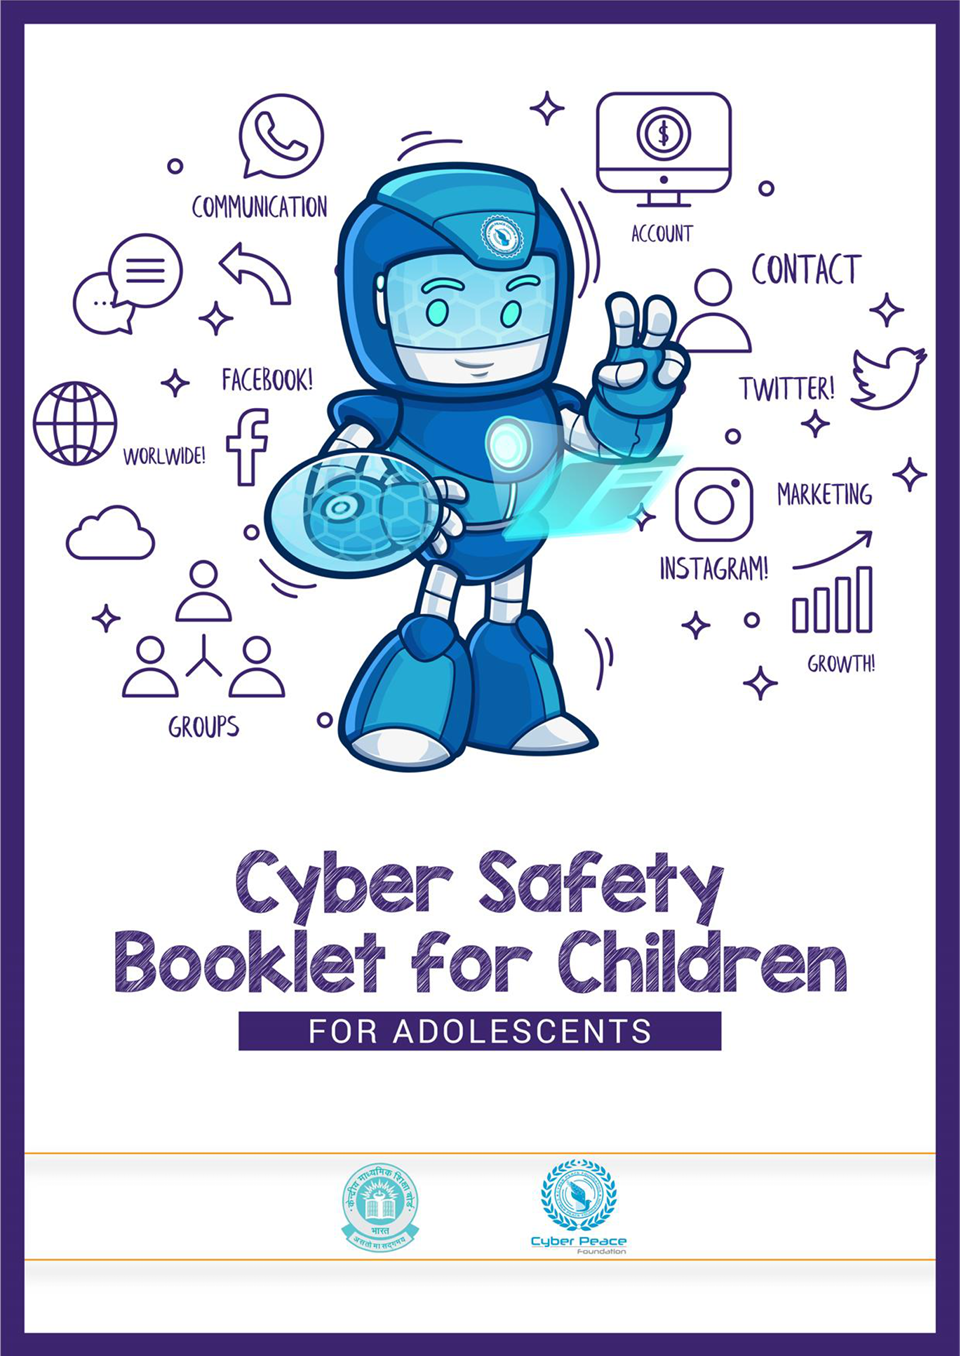 COMMUNICATION
ACCOUNT
CONTACT
FACEBOOK!
TWITTER!
WORLWIDE!
MARKETING
INSTAGRAM!
GROWTH!
GROUPS
Cyber Safety
Booklet for Children
FOR ADOLESCENTS
केन्द्रीय माध्यमिक शिक्षा बोर्ड
भारत
असतो मा सद्गमय
Cyber Peace
Foundation